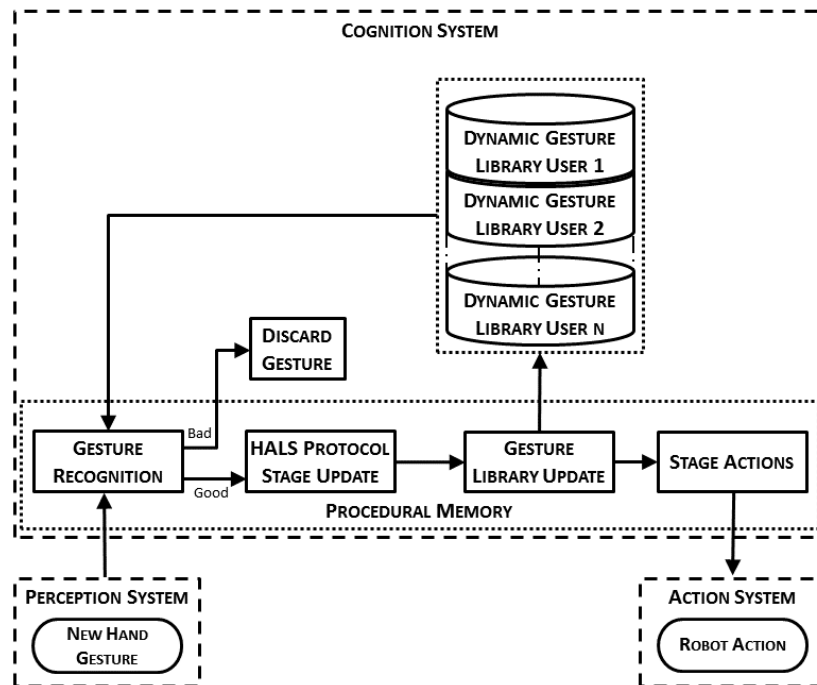 COGNITION SYSTEM
DYNAMIC GESTURE
LIBRARY USER 1
DYNAMIC GESTURE
LIBRARY USER 2
DYNAMIC GESTURE
LIBRARY USER N
DISCARD
GESTURE
Bad
GESTURE
RECOGNITION
Good
HALS PROTOCOL
STAGE UPDATE
GESTURE
LIBRARY UPDATE
STAGE ACTIONS
PROCEDURAL MEMORY
PERCEPTION SYSTEM
NEW HAND
GESTURE
ACTION SYSTEM
ROBOT ACTION